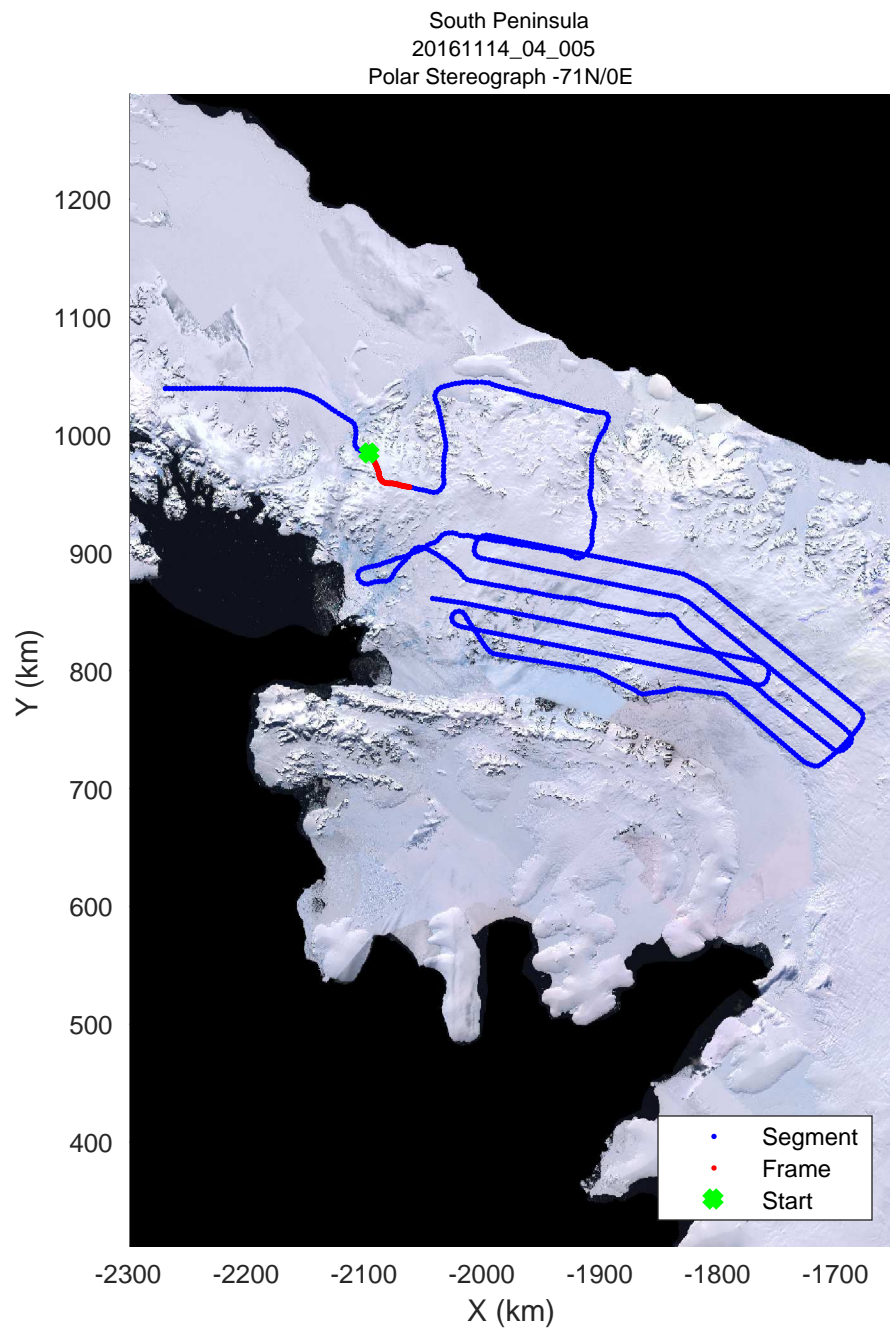 South Peninsula
20161114_04_005
Polar Stereograph -71N/0E
1200
1100
1000
900
800
700
600
500
400
Y (km)
-2300 -2200 -2100 -2000 -1900 -1800 -1700
X (km)
Segment
Frame
Start